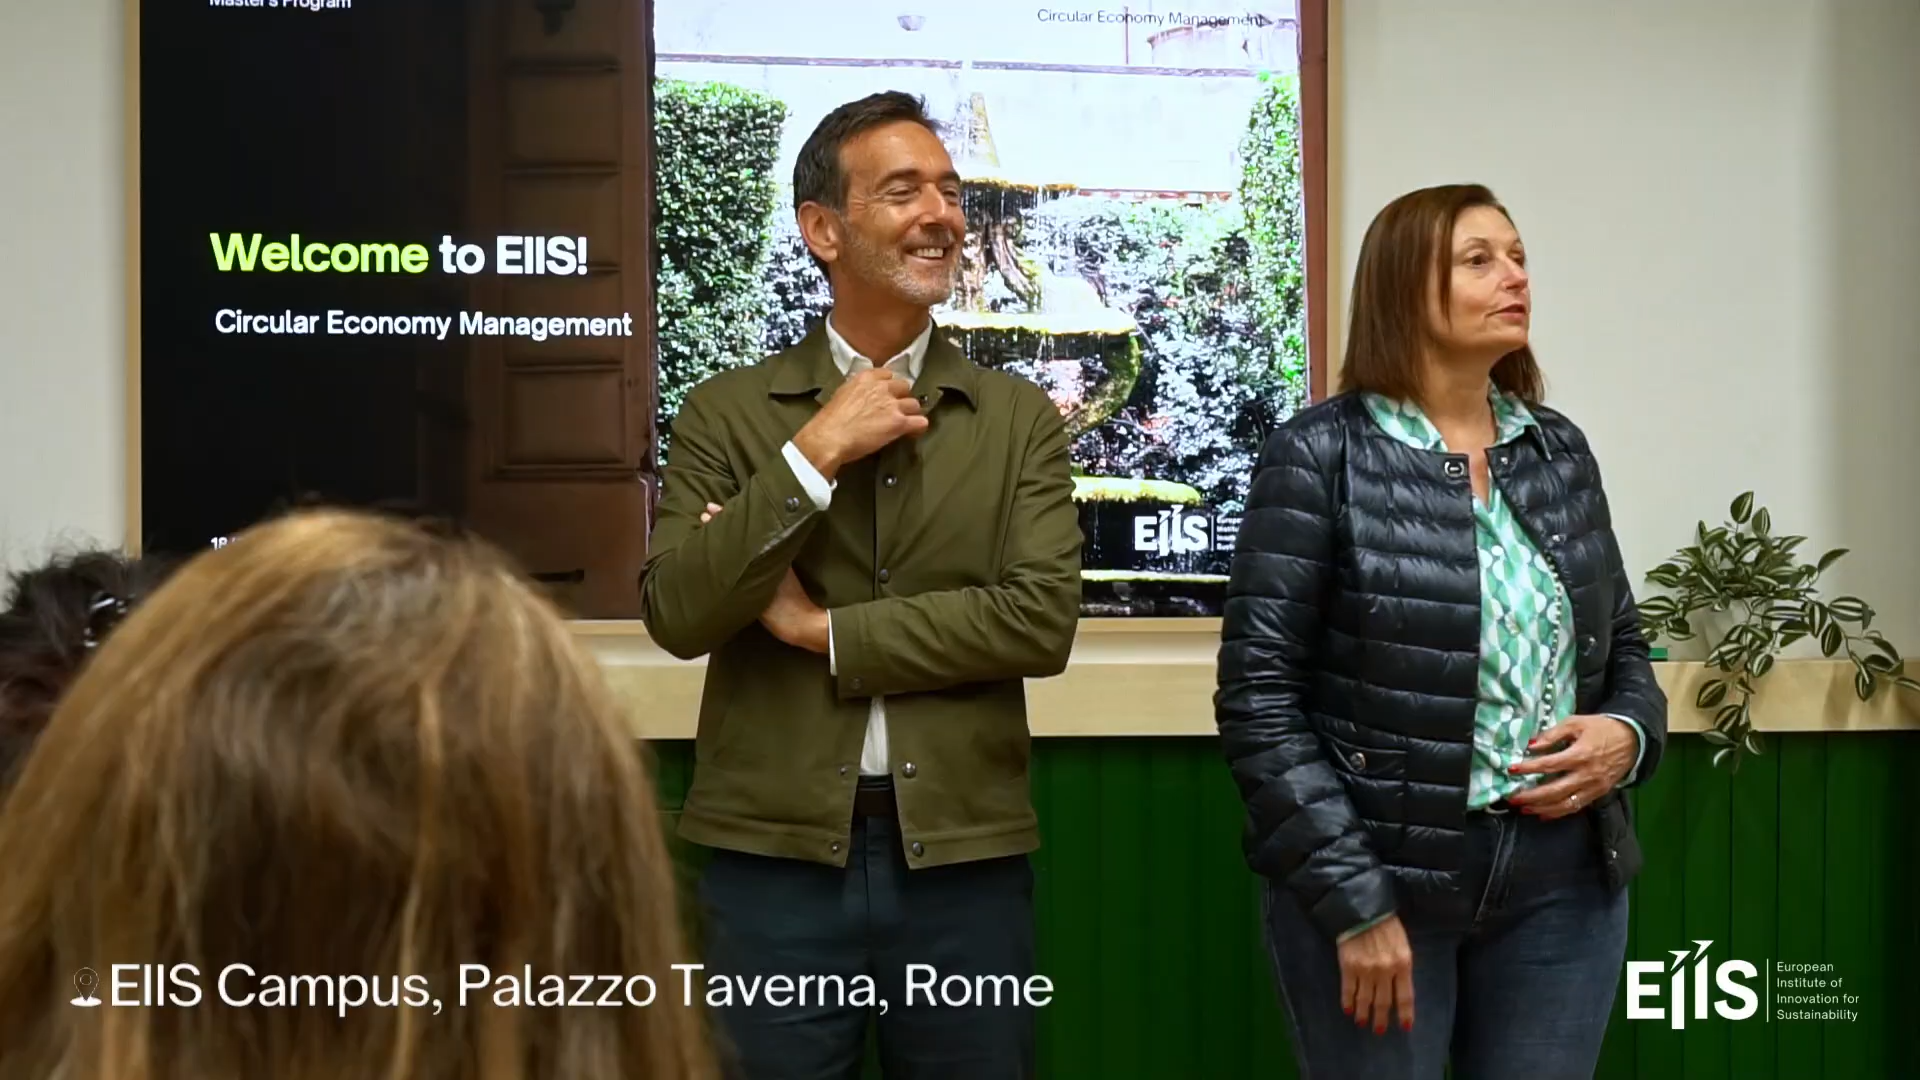 Master's Program
Circular Economy Management
Welcome to EIIS!
Circular Economy Management
18
EIIS
EIIS Campus, Palazzo Taverna, Rome
EIIS
European
Institute of
Innovation for
Sustainability